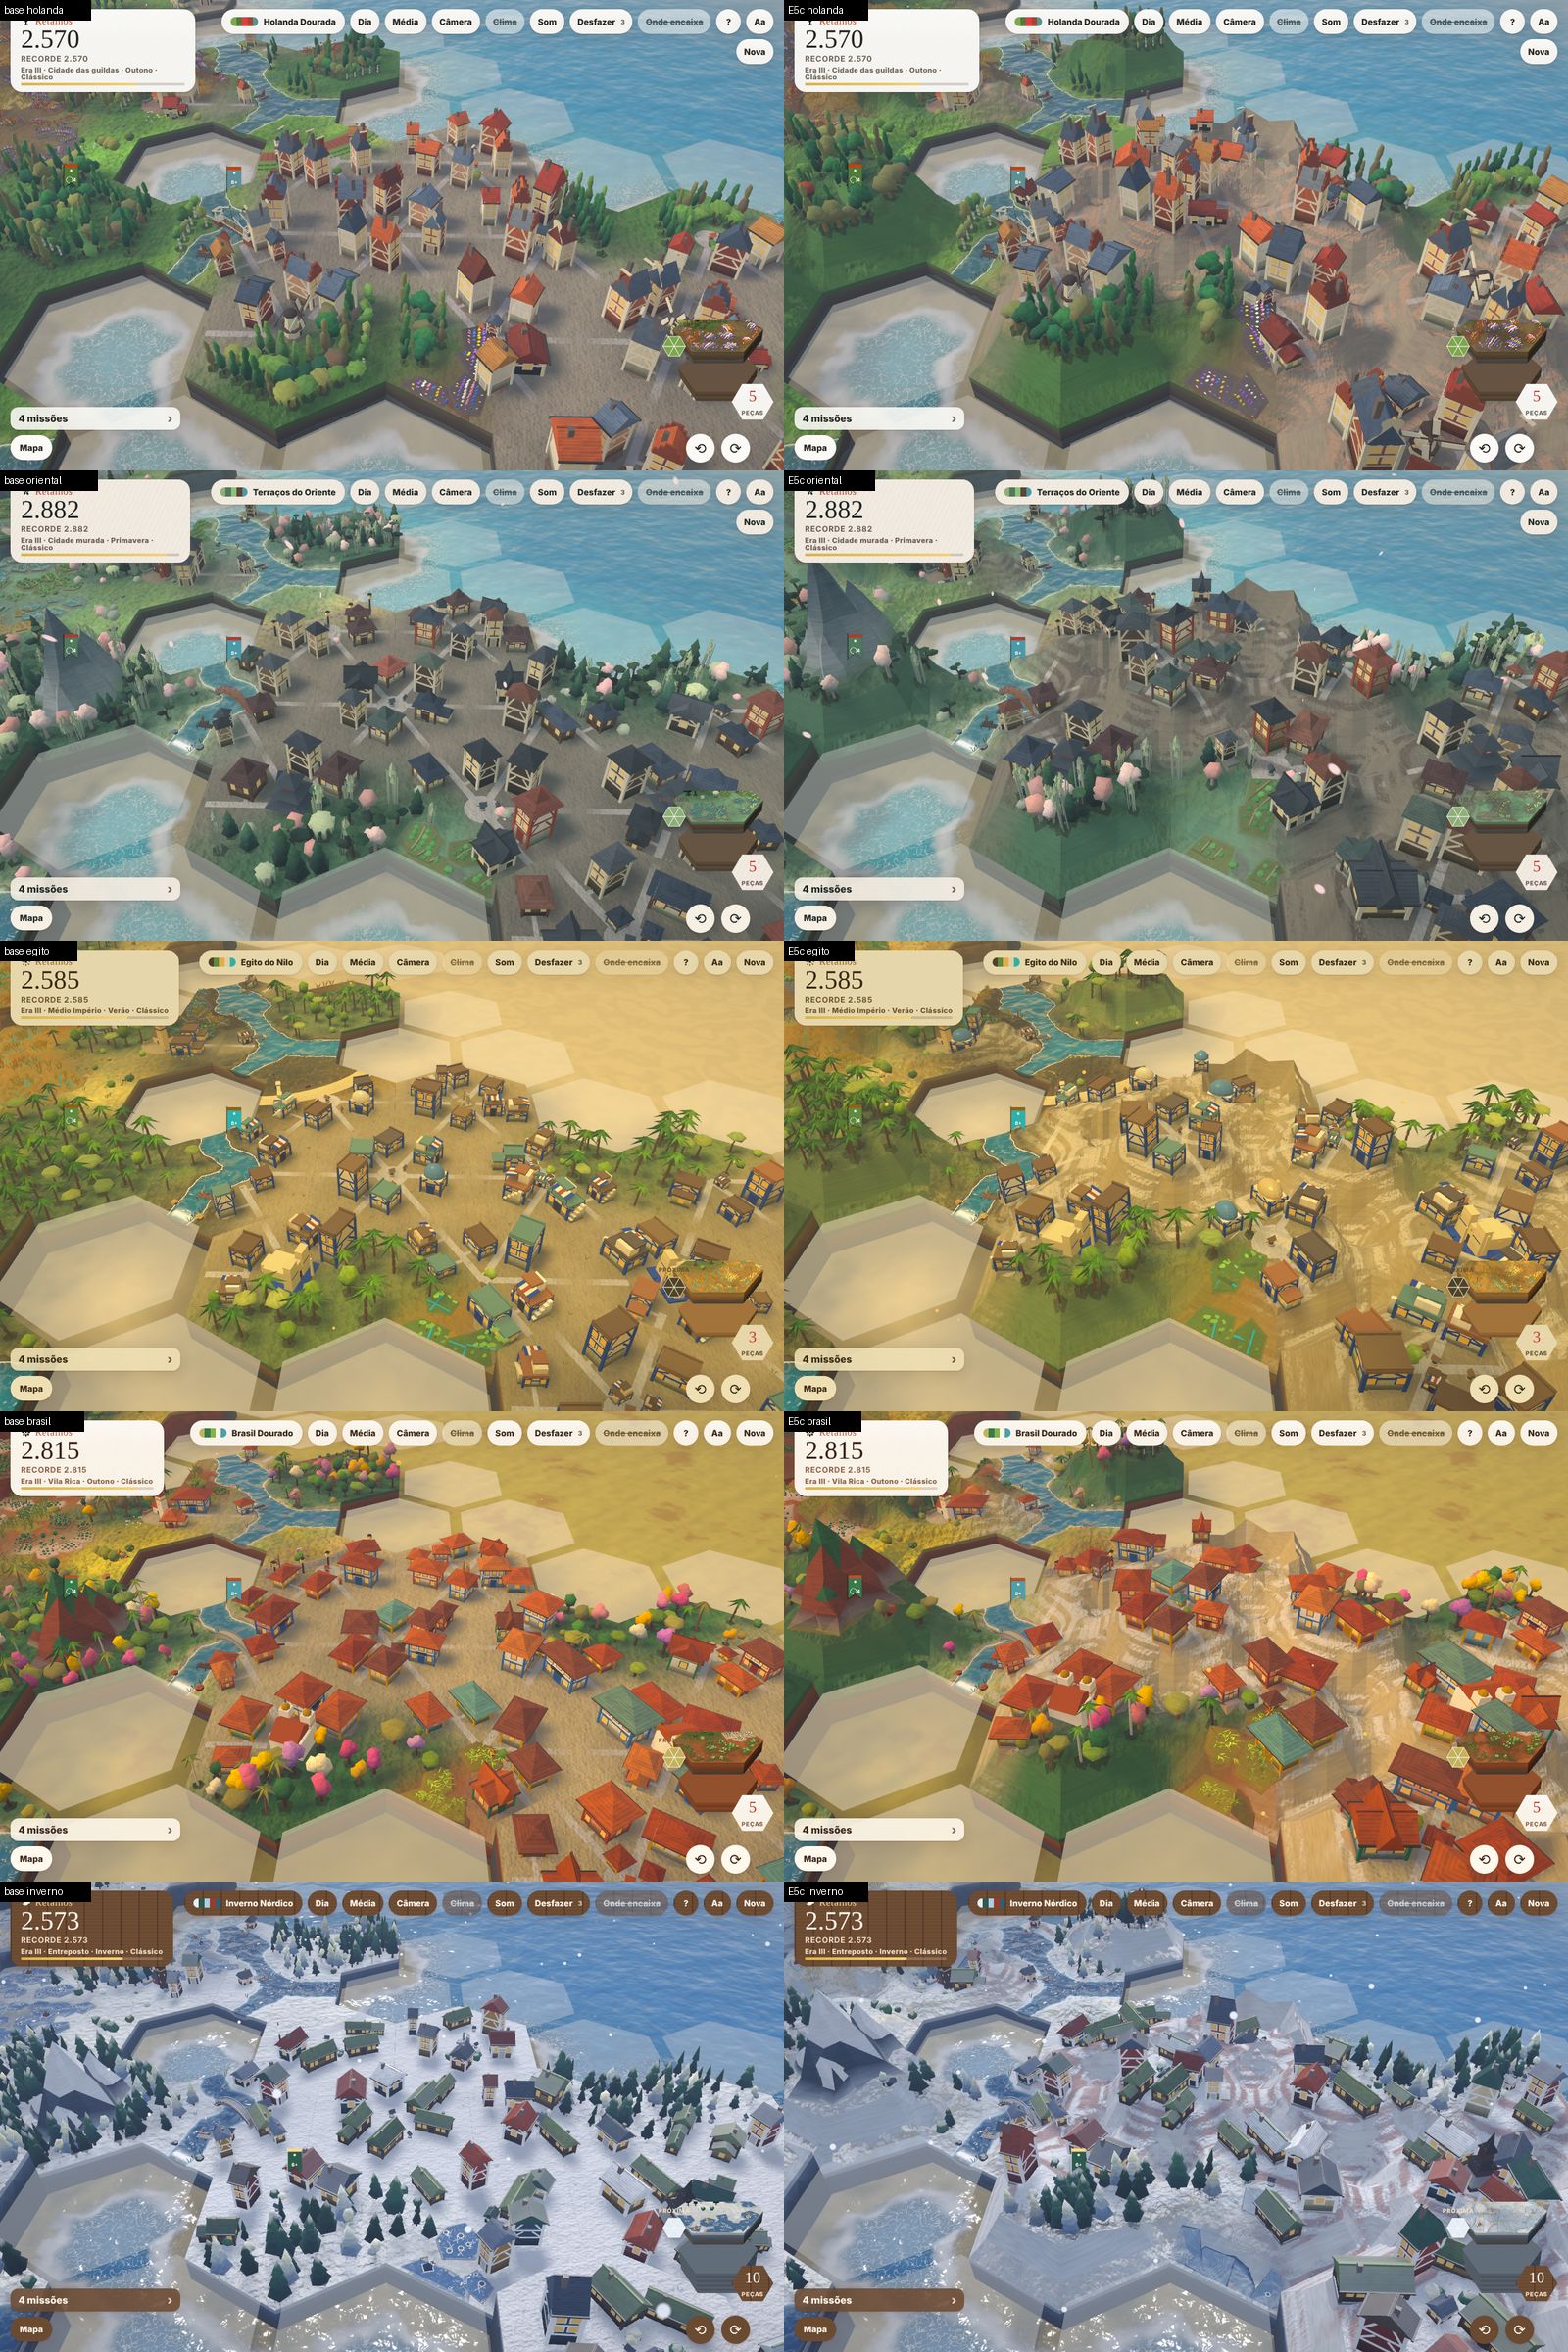 base holanda
Retalhos
2.570
RECORDE 2.570
Era III · Cidade das guildas · Outono ·
Clássico
Holanda Dourada
Dia
Média
Câmera
Clima
Som
Desfazer 3
Onde encaixa
?
Aa
Nova
4 missões ›
Mapa
5
PEÇAS
E5c holanda
Retalhos
2.570
RECORDE 2.570
Era III · Cidade das guildas · Outono ·
Clássico
Holanda Dourada
Dia
Média
Câmera
Clima
Som
Desfazer 3
Onde encaixa
?
Aa
Nova
4 missões ›
Mapa
5
PEÇAS
base oriental
Retalhos
2.882
RECORDE 2.882
Era III · Cidade murada · Primavera ·
Clássico
Terraços do Oriente
Dia
Média
Câmera
Clima
Som
Desfazer 3
Onde encaixa
?
Aa
Nova
4 missões ›
Mapa
5
PEÇAS
E5c oriental
Retalhos
2.882
RECORDE 2.882
Era III · Cidade murada · Primavera ·
Clássico
Terraços do Oriente
Dia
Média
Câmera
Clima
Som
Desfazer 3
Onde encaixa
?
Aa
Nova
4 missões ›
Mapa
5
PEÇAS
base egito
Retalhos
2.585
RECORDE 2.585
Era III · Médio Império · Verão · Clássico
Egito do Nilo
Dia
Média
Câmera
Clima
Som
Desfazer 3
Onde encaixa
?
Aa
Nova
4 missões ›
Mapa
3
PEÇAS
E5c egito
Retalhos
2.585
RECORDE 2.585
Era III · Médio Império · Verão · Clássico
Egito do Nilo
Dia
Média
Câmera
Clima
Som
Desfazer 3
Onde encaixa
?
Aa
Nova
4 missões ›
Mapa
3
PEÇAS
base brasil
Retalhos
2.815
RECORDE 2.815
Era III · Vila Rica · Outono · Clássico
Brasil Dourado
Dia
Média
Câmera
Clima
Som
Desfazer 3
Onde encaixa
?
Aa
Nova
4 missões ›
Mapa
5
PEÇAS
E5c brasil
Retalhos
2.815
RECORDE 2.815
Era III · Vila Rica · Outono · Clássico
Brasil Dourado
Dia
Média
Câmera
Clima
Som
Desfazer 3
Onde encaixa
?
Aa
Nova
4 missões ›
Mapa
5
PEÇAS
base inverno
Retalhos
2.573
RECORDE 2.573
Era III · Entreposto · Inverno · Clássico
Inverno Nórdico
Dia
Média
Câmera
Clima
Som
Desfazer 3
Onde encaixa
?
Aa
Nova
4 missões ›
Mapa
10
PEÇAS
E5c inverno
Retalhos
2.573
RECORDE 2.573
Era III · Entreposto · Inverno · Clássico
Inverno Nórdico
Dia
Média
Câmera
Clima
Som
Desfazer 3
Onde encaixa
?
Aa
Nova
4 missões ›
Mapa
10
PEÇAS